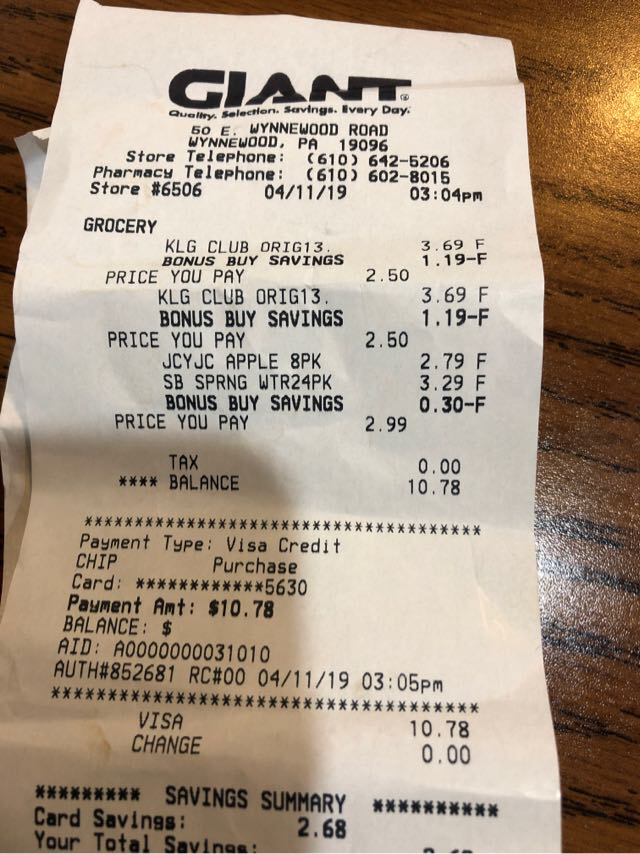 GIANT
Quality. Selection. Savings. Every Day.
50 E. WYNNEWOOD ROAD
WYNNEWOOD, PA 19096
Store Telephone: (610) 642-5206
Pharmacy Telephone: (610) 602-8015
Store #6506 04/11/19 03:04pm
GROCERY
KLG CLUB ORIG13. 3.69 F
BONUS BUY SAVINGS 1.19-F
PRICE YOU PAY 2.50
KLG CLUB ORIG13. 3.69 F
BONUS BUY SAVINGS 1.19-F
PRICE YOU PAY 2.50
JCYJC APPLE 8PK 2.79 F
SB SPRNG WTR24PK 3.29 F
BONUS BUY SAVINGS 0.30-F
PRICE YOU PAY 2.99
TAX 0.00
**** BALANCE 10.78
************************************
Payment Type: Visa Credit
CHIP Purchase
Card: ************5630
Payment Amt: $10.78
BALANCE: $
AID: A0000000031010
AUTH#852681 RC#00 04/11/19 03:05pm
************************************
VISA 10.78
CHANGE 0.00
********* SAVINGS SUMMARY **********
Card Savings: 2.68
Your Total Savings: